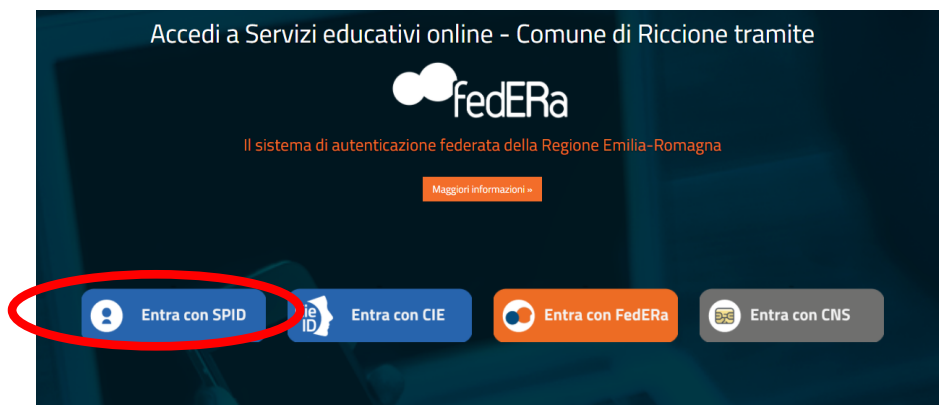 Accedi a Servizi educativi online - Comune di Riccione tramite
fedERa
Il sistema di autenticazione federata della Regione Emilia-Romagna
Maggiori informazioni »
Entra con SPID
ie
ID
Entra con CIE
Entra con FedERa
Entra con CNS